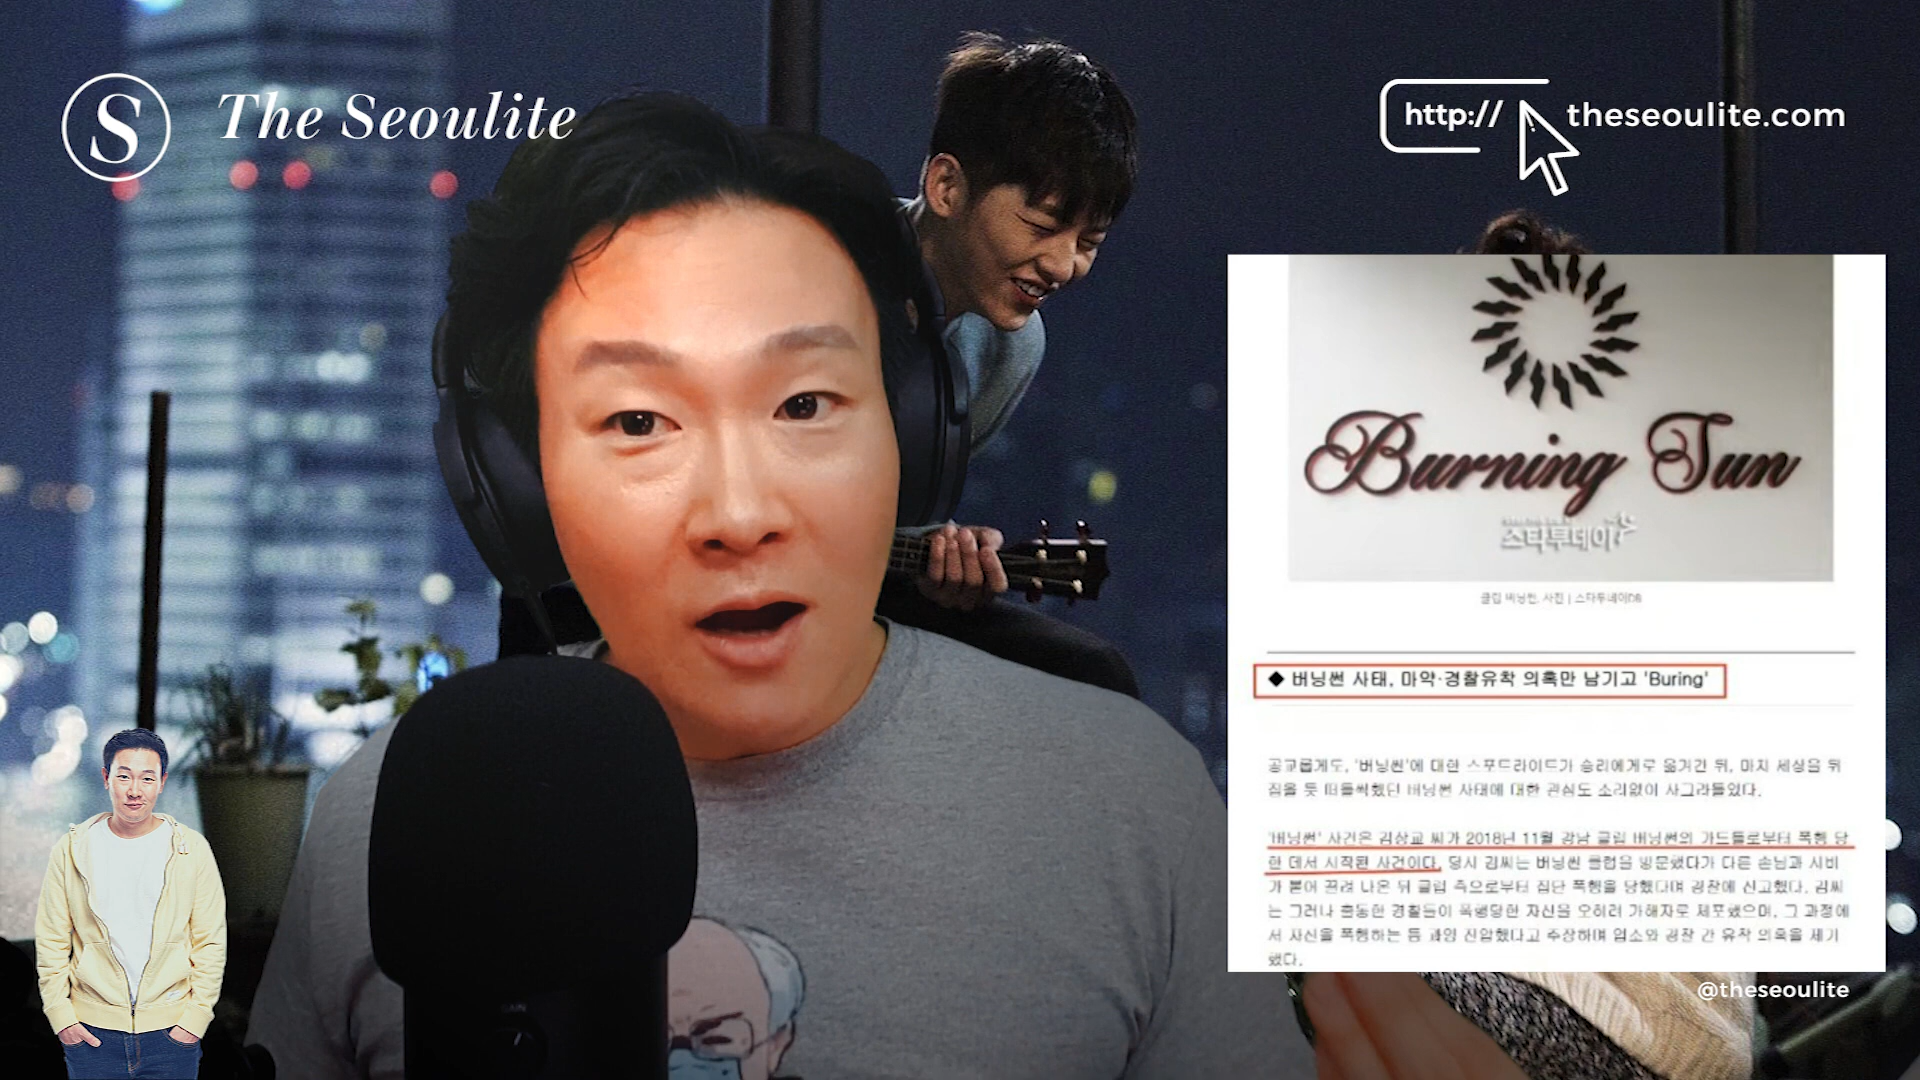 S
The Seoulite
http://
theseoulite.com
Burning Sun
스타투데이
클럽 버닝썬. 사진 | 스타투데이DB
◆ 버닝썬 사태, 마약·경찰유착 의혹만 남기고 'Buring'
공교롭게도, '버닝썬'에 대한 스포트라이트가 승리에게로 옮겨간 뒤, 마치 세상을 뒤
집을 듯 떠들썩했던 버닝썬 사태에 대한 관심도 소리없이 사그라들었다.
'버닝썬' 사건은 김상교 씨가 2018년 11월 강남 클럽 버닝썬의 가드들로부터 폭행 당
한 데서 시작된 사건이다. 당시 김씨는 버닝썬 클럽을 방문했다가 다른 손님과 시비
가 붙어 끌려 나온 뒤 클럽 측으로부터 집단 폭행을 당했다며 경찰에 신고했다. 김씨
는 그러나 출동한 경찰들이 폭행당한 자신을 오히려 가해자로 체포했으며, 그 과정에
서 자신을 폭행하는 등 과잉 진압했다고 주장하며 업소와 경찰 간 유착 의혹을 제기
했다.
@theseoulite